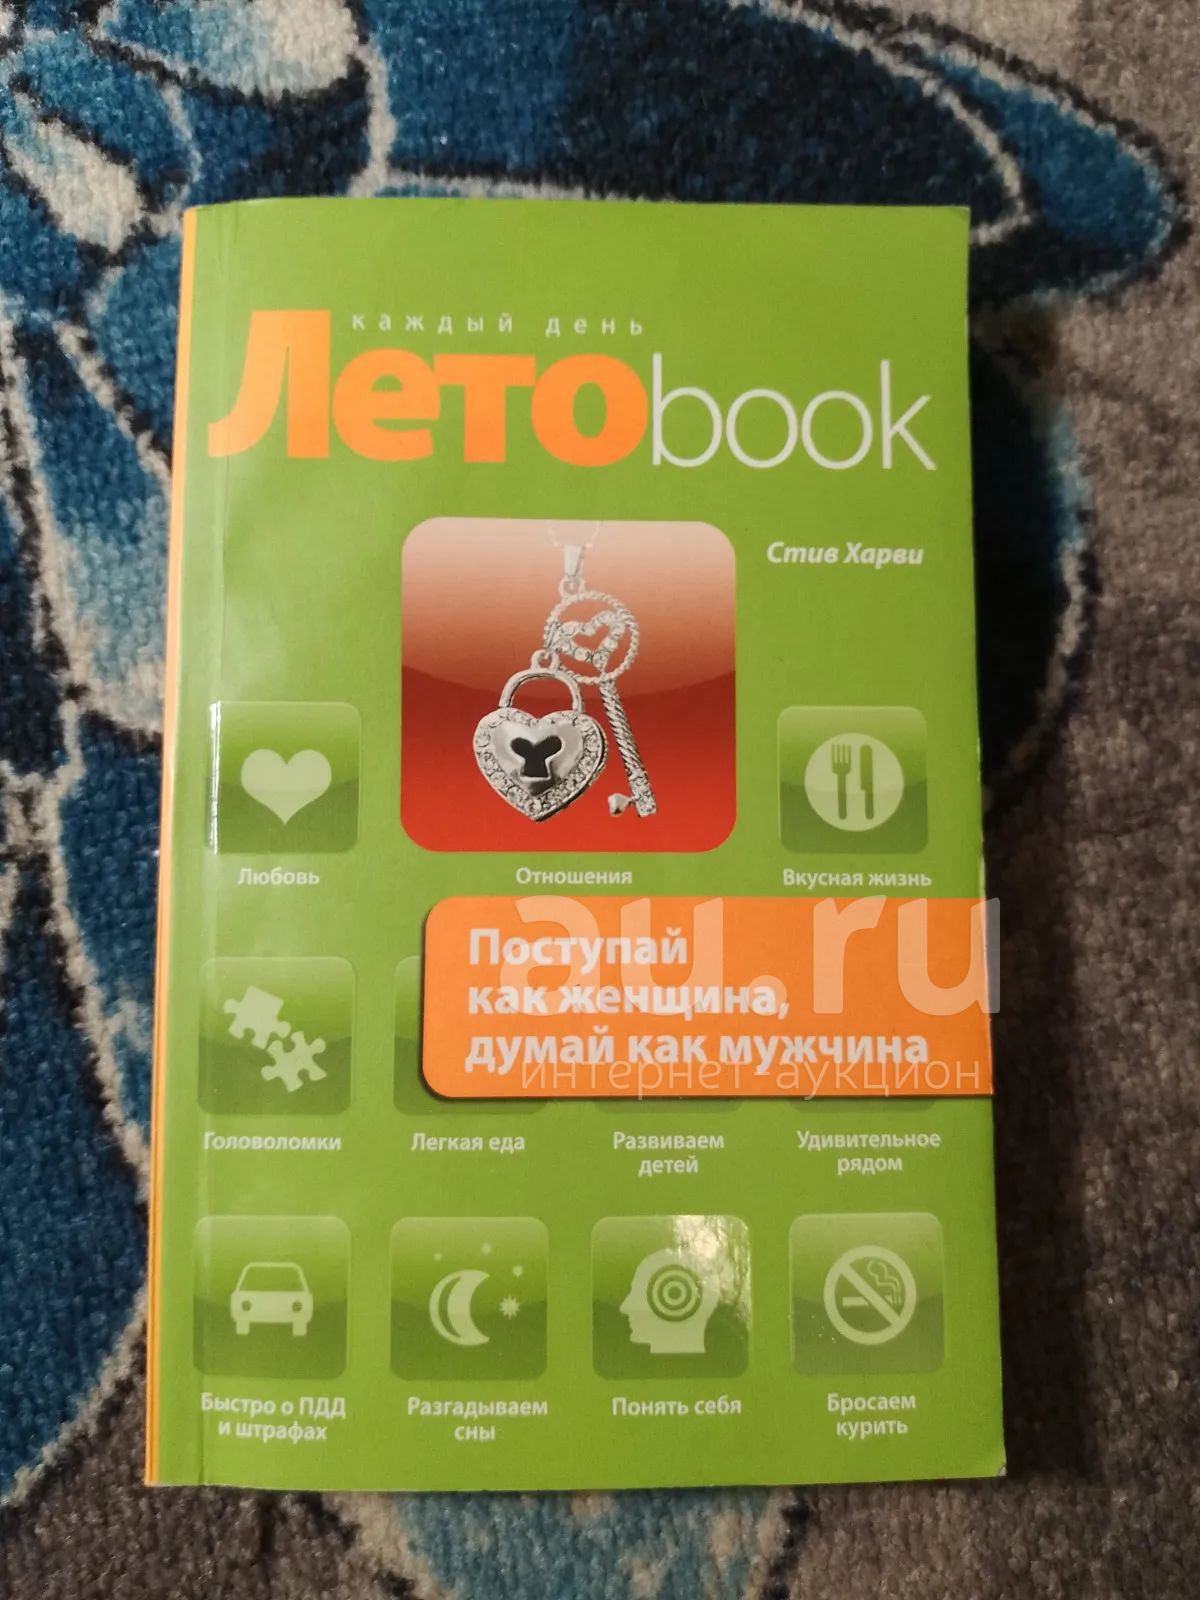 каждый день
Летоbook
Стив Харви
Любовь
Отношения
Вкусная жизнь
au.ru
Поступай
как женщина,
думай как мужчина
интернет-аукцион
Головоломки
Легкая еда
Развиваем
детей
Удивительное
рядом
Быстро о ПДД
и штрафах
Разгадываем
сны
Понять себя
Бросаем
курить